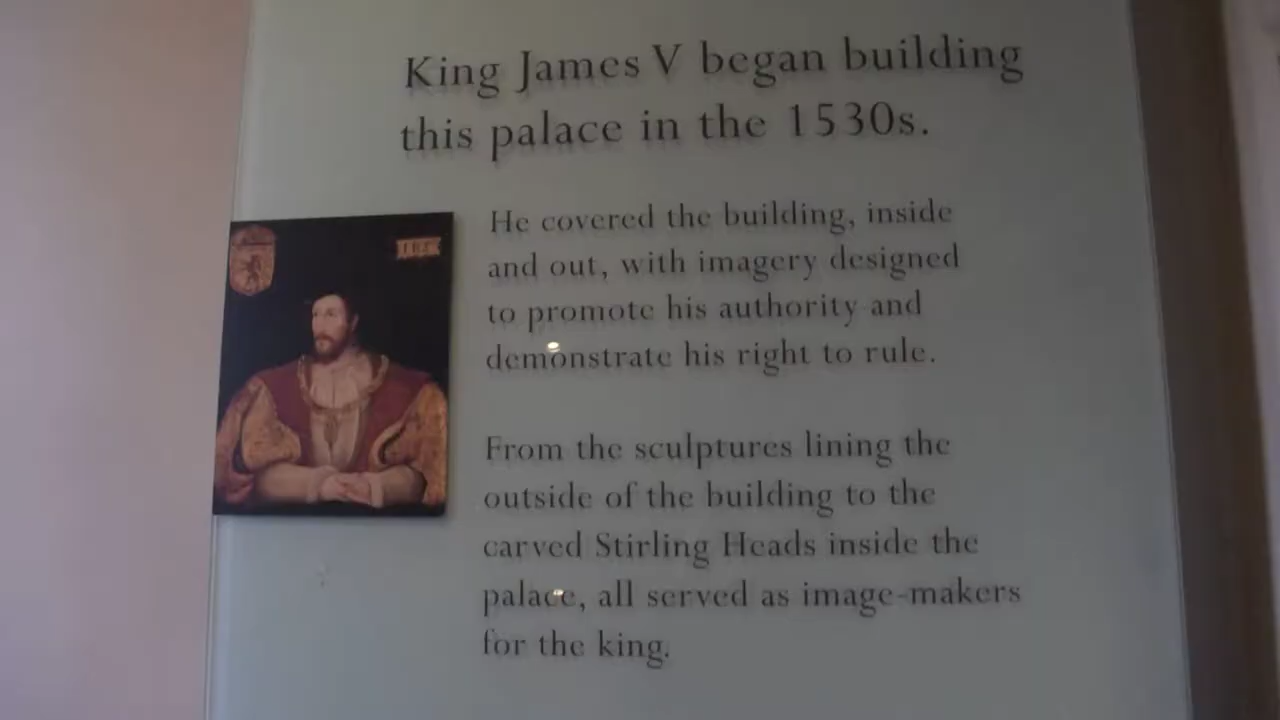 King James V began building
this palace in the 1530s.
He covered the building, inside
and out, with imagery designed
to promote his authority and
demonstrate his right to rule.
From the sculptures lining the
outside of the building to the
carved Stirling Heads inside the
palace, all served as image-makers
for the king.